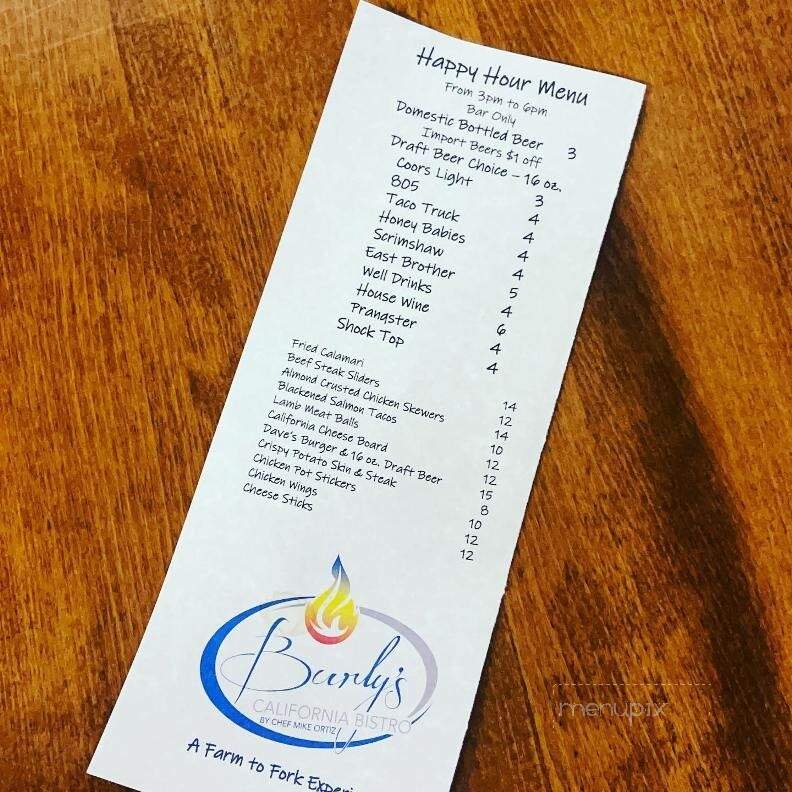 Happy Hour Menu
From 3pm to 6pm
Bar Only
Domestic Bottled Beer 3
Import Beers $1 off
Draft Beer Choice – 16 oz.
Coors Light 3
805 4
Taco Truck 4
Honey Babies 4
Scrimshaw 4
East Brother 5
Well Drinks 4
House Wine 6
Prangster 4
Shock Top 4
Fried Calamari 14
Beef Steak Sliders 12
Almond Crusted Chicken Skewers 14
Blackened Salmon Tacos 10
Lamb Meat Balls 12
California Cheese Board 12
Dave's Burger & 16 oz. Draft Beer 15
Crispy Potato Skin & Steak 8
Chicken Pot Stickers 10
Chicken Wings 12
Cheese Sticks 12
Burly's
CALIFORNIA BISTRO
BY CHEF MIKE ORTIZ
A Farm to Fork Experi
menupix